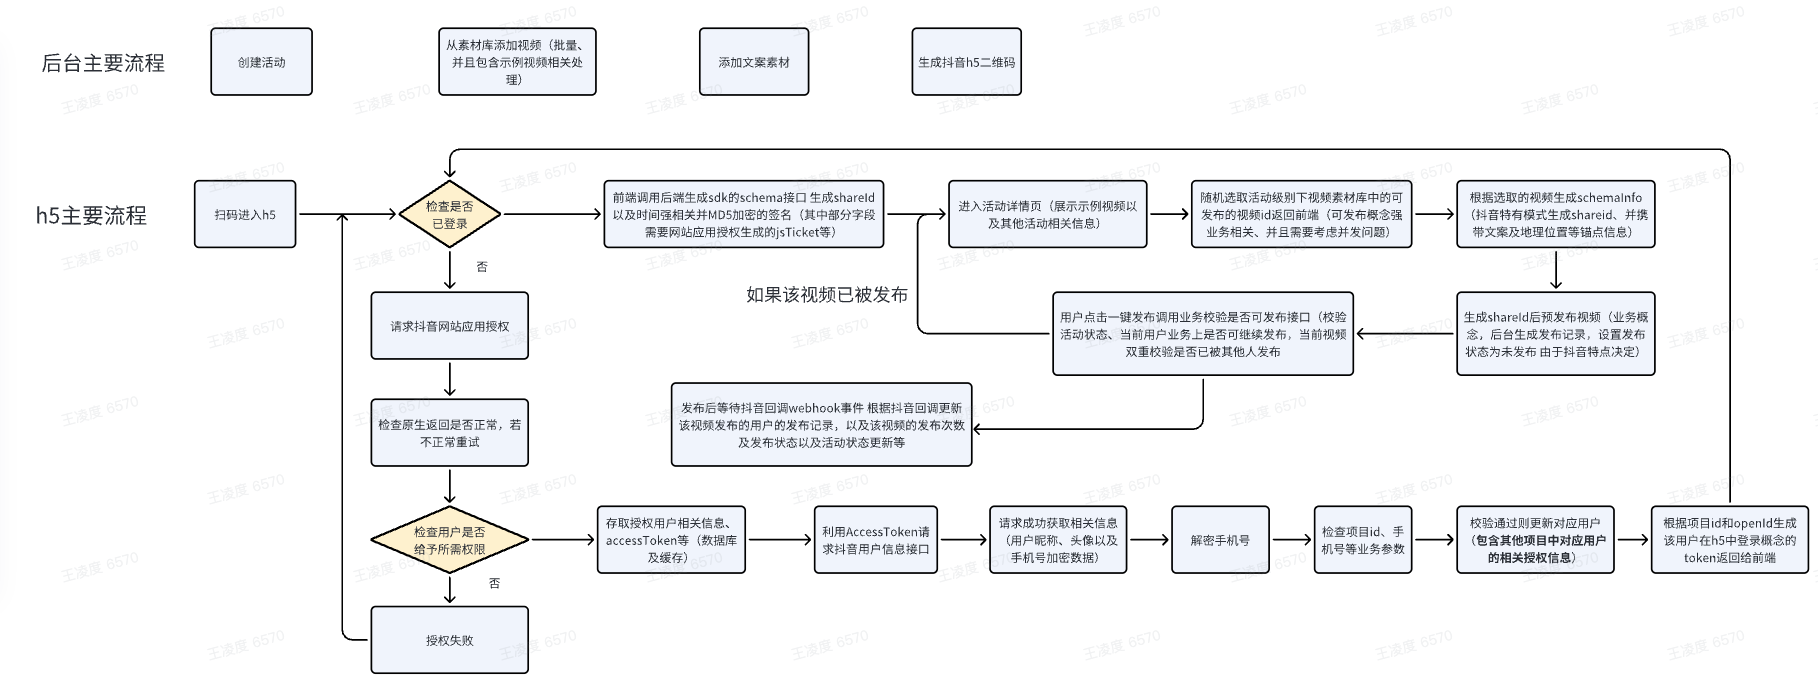 后台主要流程
创建活动
从素材库添加视频（批量、
并且包含示例视频相关处
理）
添加文案素材
生成抖音h5二维码
h5主要流程
扫码进入h5
检查是否
已登录
前端调用后端生成sdk的schema接口 生成shareId
以及时间强相关并MD5加密的签名（其中部分字段
需要网站应用授权生成的jsTicket等）
进入活动详情页（展示示例视频以
及其他活动相关信息）
随机选取活动级别下视频素材库中的可
发布的视频id返回前端（可发布概念强
业务相关、并且需要考虑并发问题）
根据选取的视频生成schemaInfo
（抖音特有模式生成shareid、并携
带文案及地理位置等锚点信息）
否
请求抖音网站应用授权
如果该视频已被发布
用户点击一键发布调用业务校验是否可发布接口（校验
活动状态、当前用户业务上是否可继续发布，当前视频
双重校验是否已被其他人发布
生成shareId后预发布视频（业务概
念，后台生成发布记录，设置发布
状态为未发布 由于抖音特点决定）
检查原生返回是否正常，若
不正常重试
发布后等待抖音回调webhook事件 根据抖音回调更新
该视频发布的用户的发布记录，以及该视频的发布次数
及发布状态以及活动状态更新等
检查用户是否
给予所需权限
存取授权用户相关信息、
accessToken等（数据库
及缓存）
利用AccessToken请
求抖音用户信息接口
请求成功获取相关信息
（用户昵称、头像以及
手机号加密数据）
解密手机号
检查项目id、手
机号等业务参数
校验通过则更新对应用户
（包含其他项目中对应用户
的相关授权信息）
根据项目id和openId生成
该用户在h5中登录概念的
token返回给前端
否
授权失败
王凌度 6570